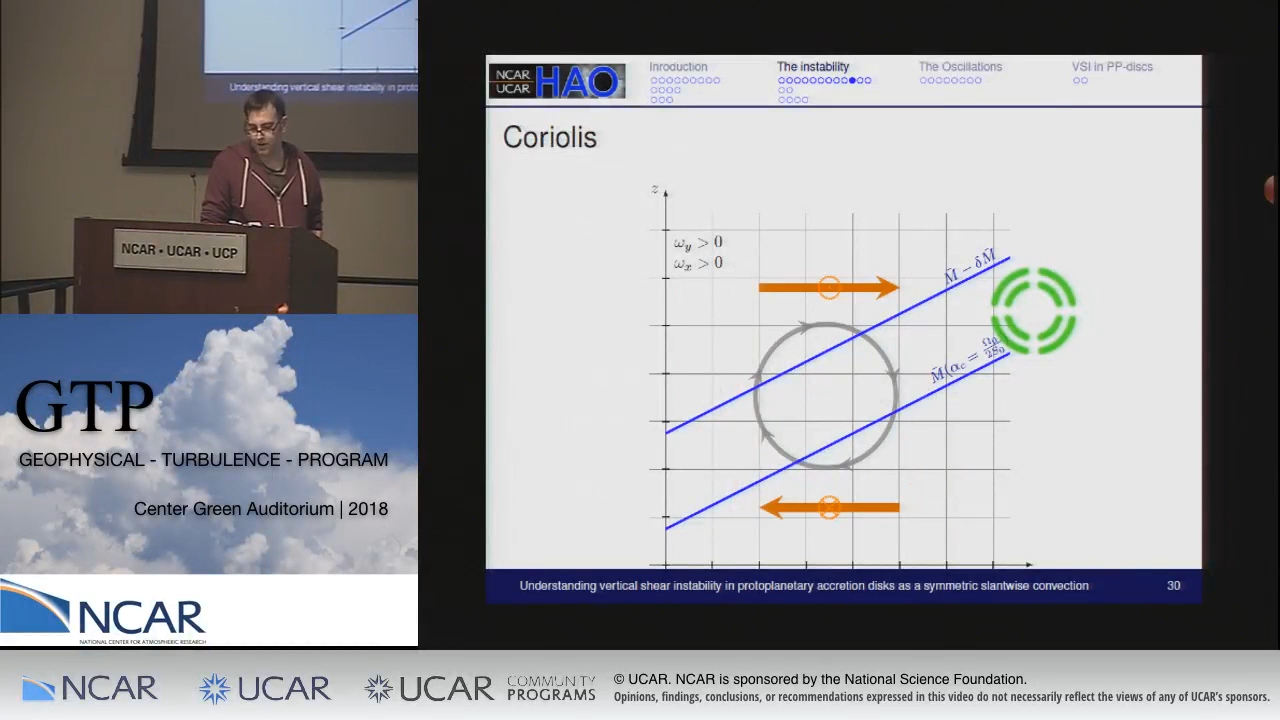 Understanding vertical shear instability in proto
NCAR • UCAR • UCP
GTP
GEOPHYSICAL - TURBULENCE - PROGRAM
Center Green Auditorium | 2018
NCAR
NATIONAL CENTER FOR ATMOSPHERIC RESEARCH
NCAR
UCAR
HAO
Inroduction
The instability
The Oscillations
VSI in PP-discs
Coriolis
z
ω_y > 0
ω_x > 0
M̄ − δM̄
Understanding vertical shear instability in protoplanetary accretion disks as a symmetric slantwise convection
30
NCAR
UCAR
UCAR
COMMUNITY
PROGRAMS
© UCAR. NCAR is sponsored by the National Science Foundation.
Opinions, findings, conclusions, or recommendations expressed in this video do not necessarily reflect the views of any of UCAR's sponsors.